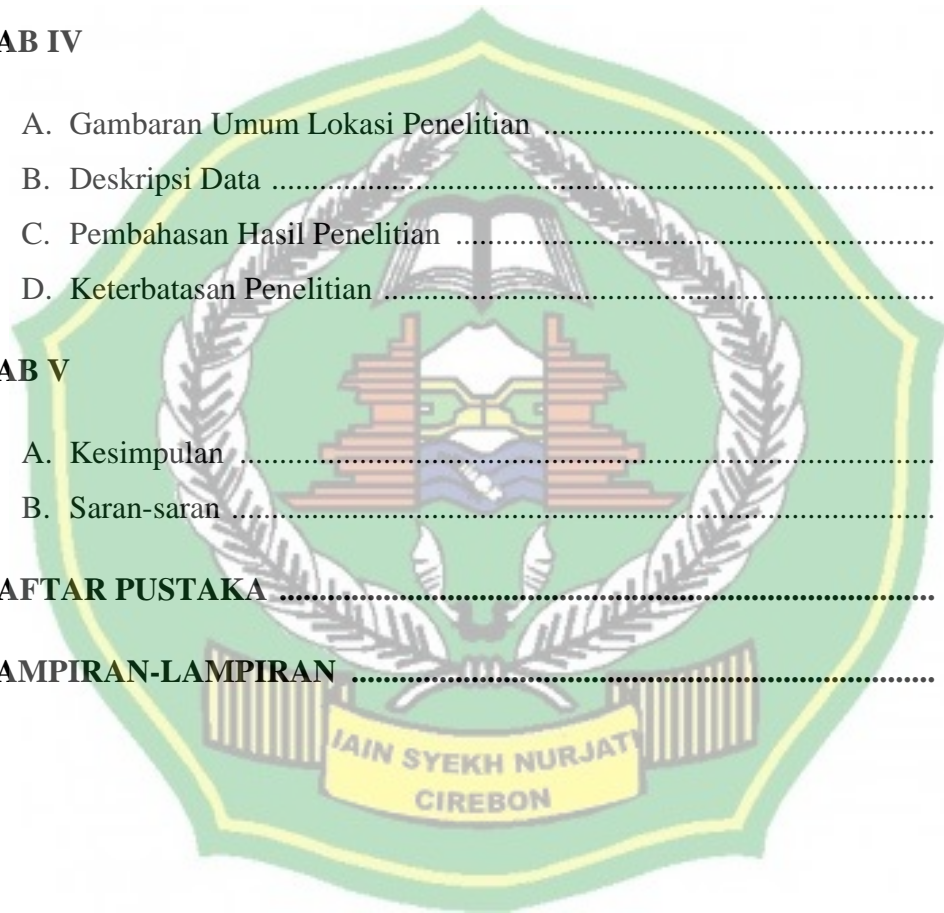 AB IV
A. Gambaran Umum Lokasi Penelitian ..........................................................
B. Deskripsi Data ...................................................................................................
C. Pembahasan Hasil Penelitian .......................................................................
D. Keterbatasan Penelitian .................................................................................
AB V
A. Kesimpulan .......................................................................................................
B. Saran-saran ........................................................................................................
AFTAR PUSTAKA .......................................................................................
AMPIRAN-LAMPIRAN ............................................................................
IAIN SYEKH NURJATI
CIREBON